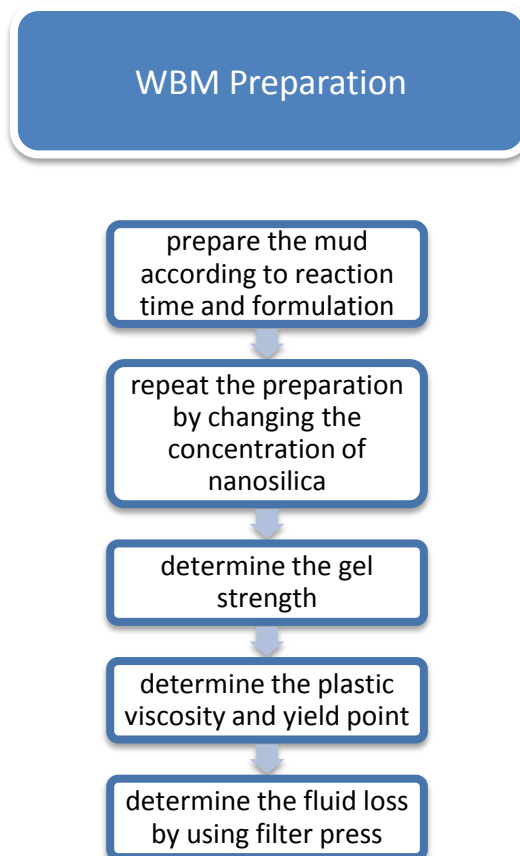 WBM Preparation
prepare the mud
according to reaction
time and formulation
repeat the preparation
by changing the
concentration of
nanosilica
determine the gel
strength
determine the plastic
viscosity and yield point
determine the fluid loss
by using filter press